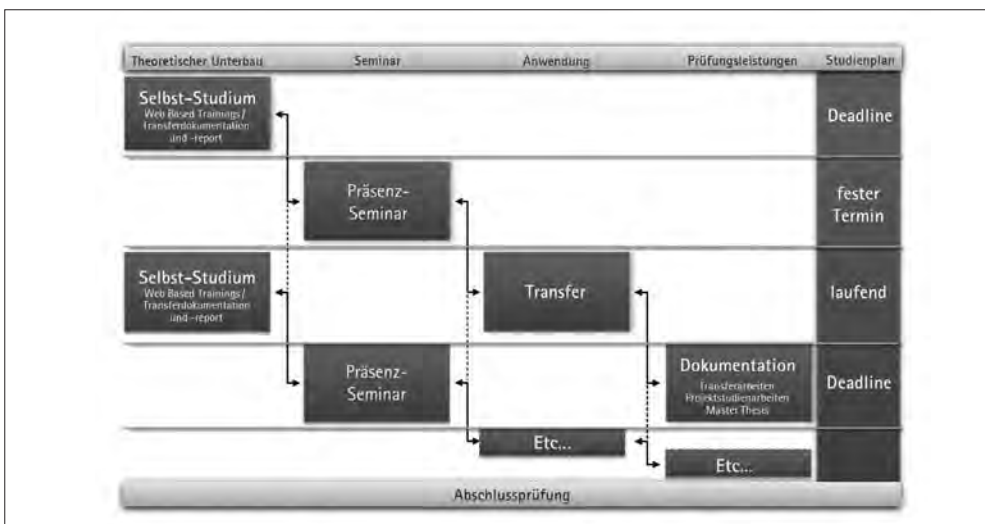 Theoretischer Unterbau Seminar Anwendung Prüfungsleistungen Studienplan
Selbst-Studium
Web Based Trainings/
Transferdokumentation
und -report
Deadline
Präsenz-
Seminar
fester
Termin
Selbst-Studium
Web Based Trainings/
Transferdokumentation
und -report
Transfer
laufend
Präsenz-
Seminar
Dokumentation
Transferarbeiten
Projektstudienarbeiten
Master Thesis
Deadline
Etc...
Etc...
Abschlussprüfung